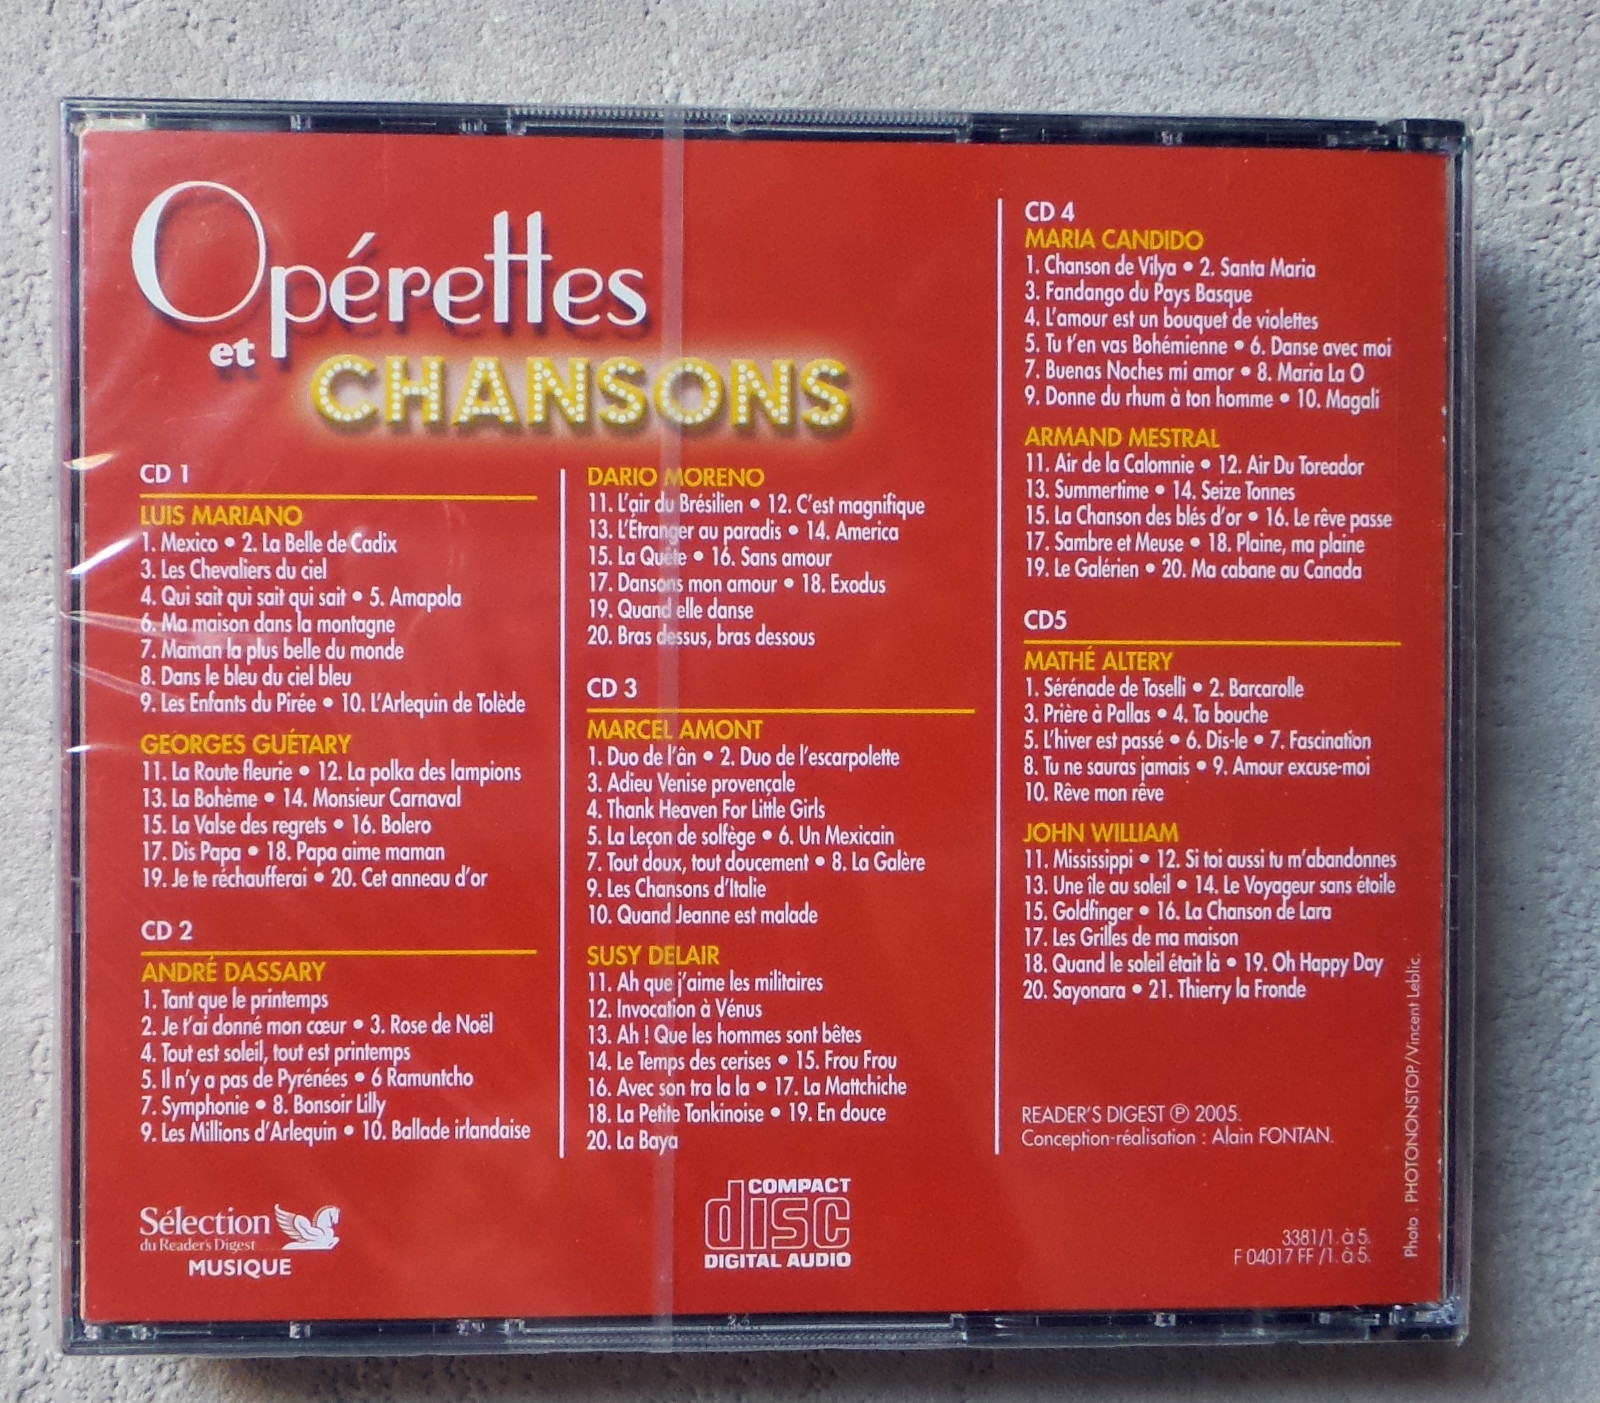 Opérettes
et
CHANSONS
CD 1
LUIS MARIANO
1. Mexico • 2. La Belle de Cadix
3. Les Chevaliers du ciel
4. Qui sait qui sait qui sait • 5. Amapola
6. Ma maison dans la montagne
7. Maman la plus belle du monde
8. Dans le bleu du ciel bleu
9. Les Enfants du Pirée • 10. L'Arlequin de Tolède
GEORGES GUÉTARY
11. La Route fleurie • 12. La polka des lampions
13. La Bohème • 14. Monsieur Carnaval
15. La Valse des regrets • 16. Bolero
17. Dis Papa • 18. Papa aime maman
19. Je te réchaufferai • 20. Cet anneau d'or
CD 2
ANDRÉ DASSARY
1. Tant que le printemps
2. Je t'ai donné mon cœur • 3. Rose de Noël
4. Tout est soleil, tout est printemps
5. Il n'y a pas de Pyrénées • 6 Ramuntcho
7. Symphonie • 8. Bonsoir Lilly
9. Les Millions d'Arlequin • 10. Ballade irlandaise
DARIO MORENO
11. L'air du Brésilien • 12. C'est magnifique
13. L'Étranger au paradis • 14. America
15. La Quête • 16. Sans amour
17. Dansons mon amour • 18. Exodus
19. Quand elle danse
20. Bras dessus, bras dessous
CD 3
MARCEL AMONT
1. Duo de l'ân • 2. Duo de l'escarpolette
3. Adieu Venise provençale
4. Thank Heaven For Little Girls
5. La Leçon de solfège • 6. Un Mexicain
7. Tout doux, tout doucement • 8. La Galère
9. Les Chansons d'Italie
10. Quand Jeanne est malade
SUSY DELAIR
11. Ah que j'aime les militaires
12. Invocation à Vénus
13. Ah ! Que les hommes sont bêtes
14. Le Temps des cerises • 15. Frou Frou
16. Avec son tra la la • 17. La Mattchiche
18. La Petite Tonkinoise • 19. En douce
20. La Baya
CD 4
MARIA CANDIDO
1. Chanson de Vilya • 2. Santa Maria
3. Fandango du Pays Basque
4. L'amour est un bouquet de violettes
5. Tu t'en vas Bohémienne • 6. Danse avec moi
7. Buenas Noches mi amor • 8. Maria La O
9. Donne du rhum à ton homme • 10. Magali
ARMAND MESTRAL
11. Air de la Calomnie • 12. Air Du Toreador
13. Summertime • 14. Seize Tonnes
15. La Chanson des blés d'or • 16. Le rêve passe
17. Sambre et Meuse • 18. Plaine, ma plaine
19. Le Galérien • 20. Ma cabane au Canada
CD5
MATHÉ ALTERY
1. Sérénade de Toselli • 2. Barcarolle
3. Prière à Pallas • 4. Ta bouche
5. L'hiver est passé • 6. Dis-le • 7. Fascination
8. Tu ne sauras jamais • 9. Amour excuse-moi
10. Rêve mon rêve
JOHN WILLIAM
11. Mississippi • 12. Si toi aussi tu m'abandonnes
13. Une île au soleil • 14. Le Voyageur sans étoile
15. Goldfinger • 16. La Chanson de Lara
17. Les Grilles de ma maison
18. Quand le soleil était là • 19. Oh Happy Day
20. Sayonara • 21. Thierry la Fronde
READER'S DIGEST Ⓟ 2005.
Conception-réalisation : Alain FONTAN.
Sélection
du Reader's Digest
MUSIQUE
COMPACT
disc
DIGITAL AUDIO
3381/1. à 5.
F 04017 FF /1. à 5.
Photo : PHOTONONSTOP/Vincent Leblic.